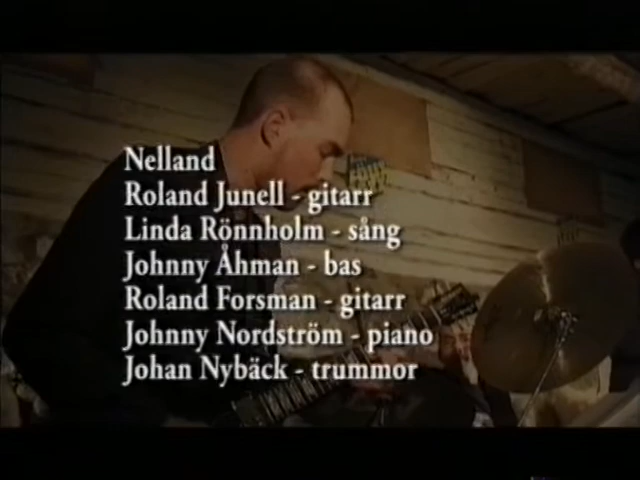 Nelland
Roland Junell - gitarr
Linda Rönnholm - sång
Johnny Åhman - bas
Roland Forsman - gitarr
Johnny Nordström - piano
Johan Nybäck - trummor